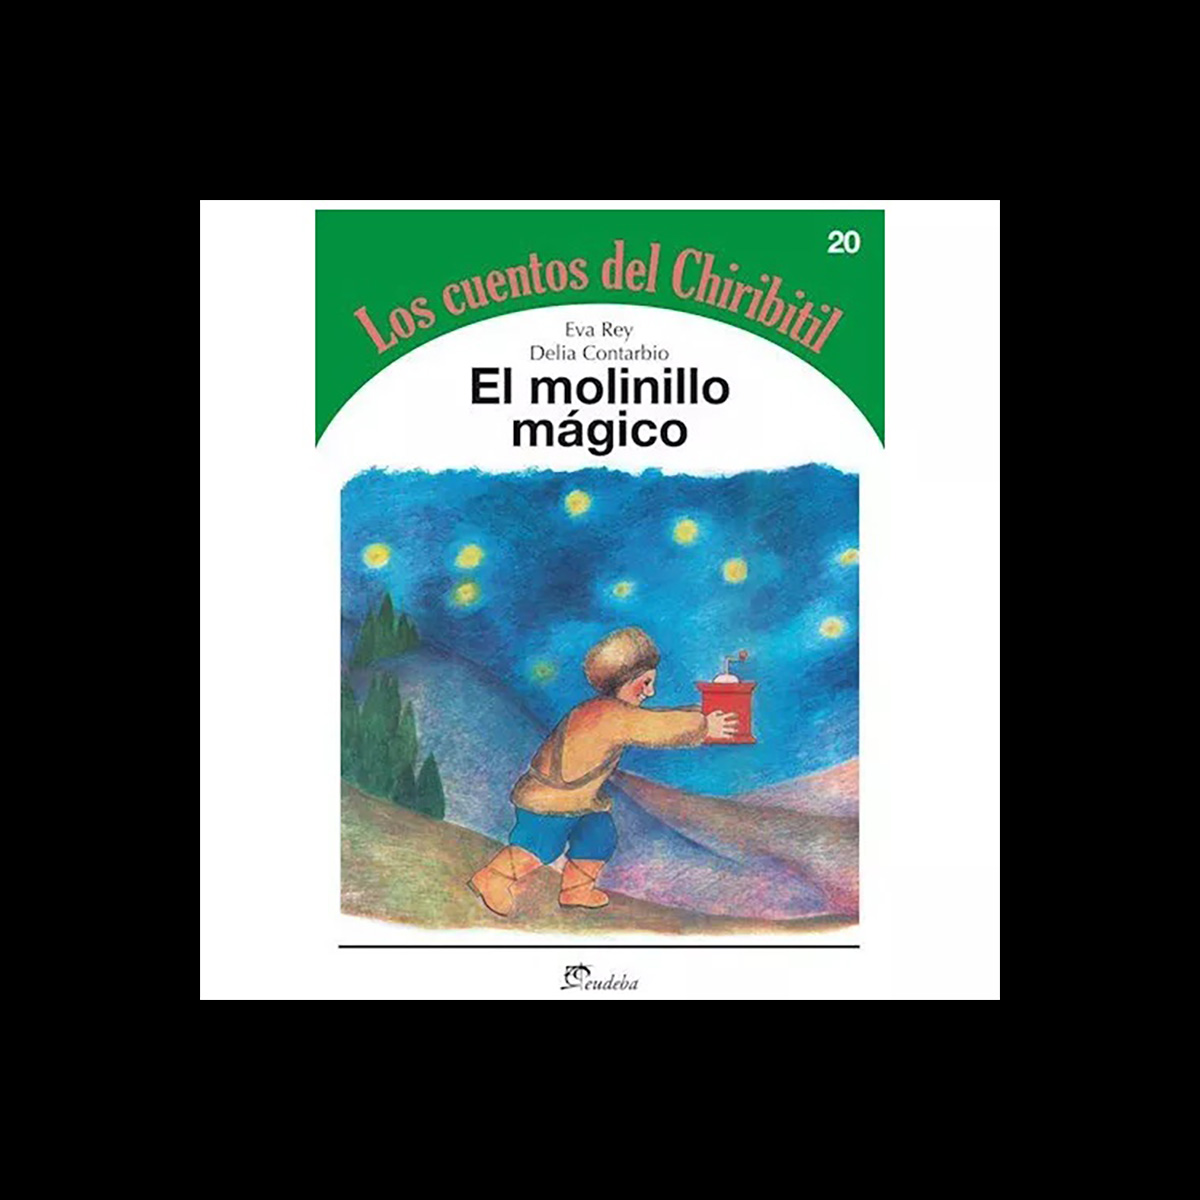 20
Los cuentos del Chiribitil
Eva Rey
Delia Contarbio
El molinillo
mágico
eudeba